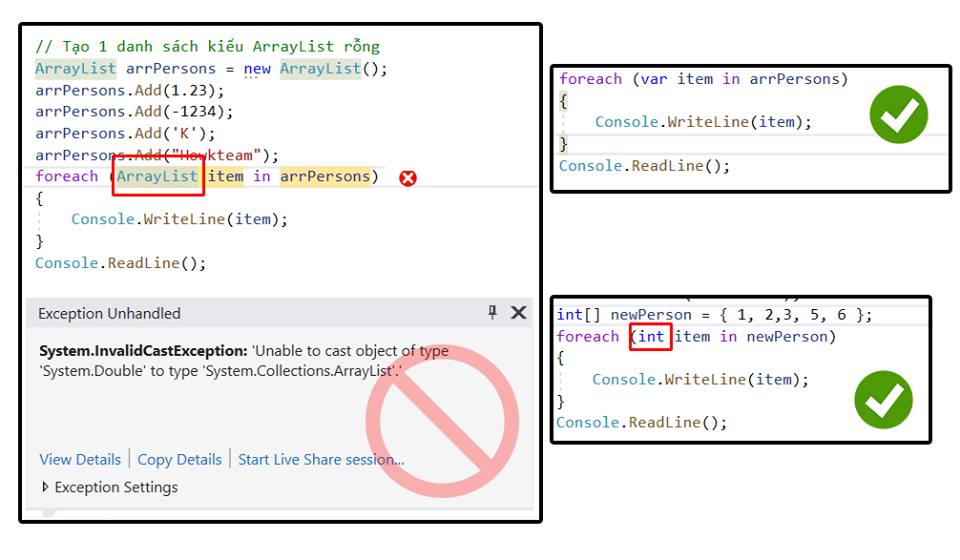 // Tạo 1 danh sách kiểu ArrayList rỗng
ArrayList arrPersons = new ArrayList();
arrPersons.Add(1.23);
arrPersons.Add(-1234);
arrPersons.Add('K');
arrPersons.Add("Howkteam");
foreach (ArrayList item in arrPersons)
{
Console.WriteLine(item);
}
Console.ReadLine();
Exception Unhandled
System.InvalidCastException: 'Unable to cast object of type
'System.Double' to type 'System.Collections.ArrayList'.'
View Details | Copy Details | Start Live Share session...
Exception Settings
foreach (var item in arrPersons)
{
Console.WriteLine(item);
}
Console.ReadLine();
int[] newPerson = { 1, 2,3, 5, 6 };
foreach (int item in newPerson)
{
Console.WriteLine(item);
}
Console.ReadLine();